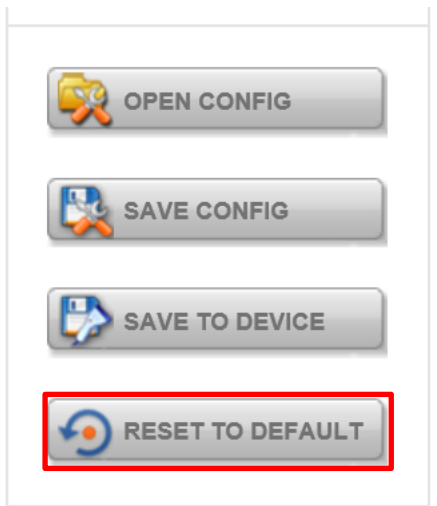 OPEN CONFIG
SAVE CONFIG
SAVE TO DEVICE
RESET TO DEFAULT